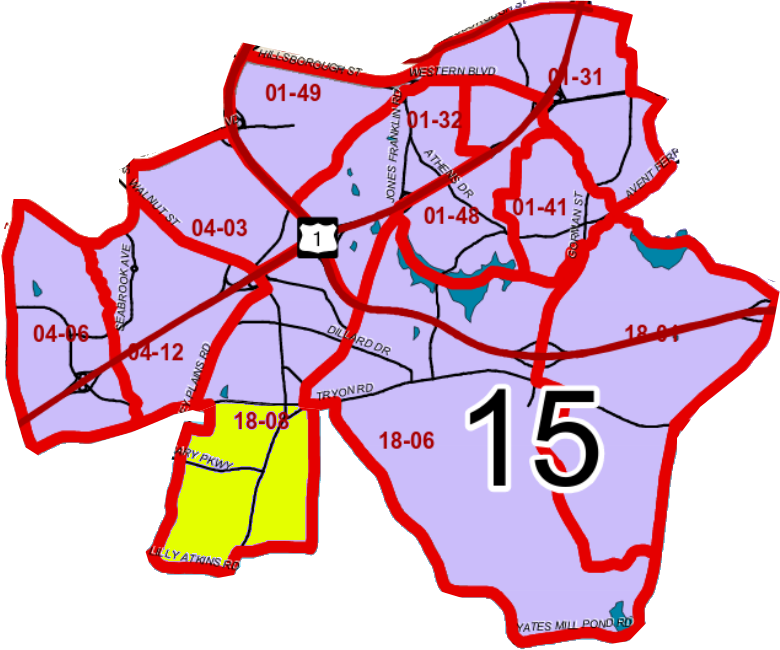 HILLSBOROUGH ST
WESTERN BLVD
01-31
01-49
01-32
JONES FRANKLIN RD
ATHENS DR
AVENT FERR
WALNUT ST
01-48
01-41
GORMAN ST
04-03
1
SEABROOK AVE
04-06
04-12
DILLARD DR
18-01
PLAINS RD
TRYON RD
15
18-08
18-06
ARY PKWY
LILLY ATKINS RD
YATES MILL POND RD